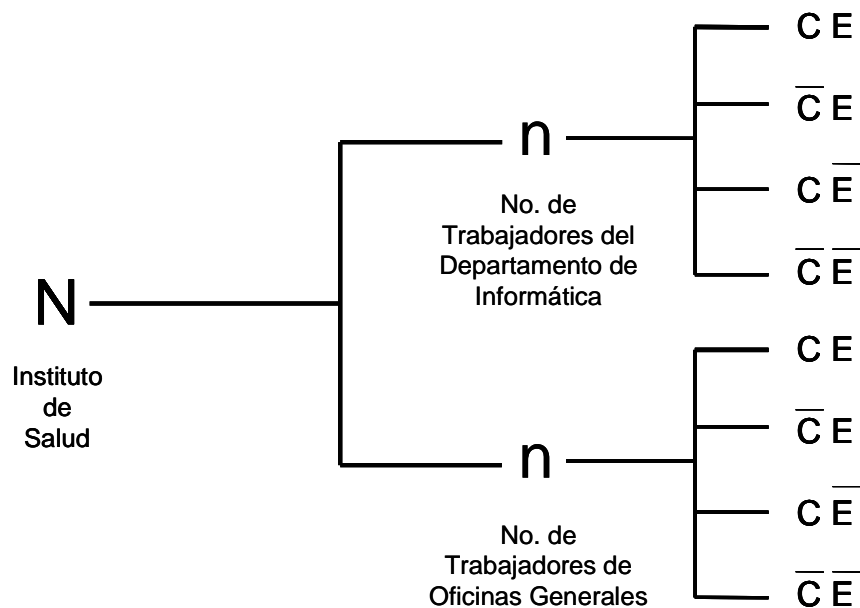 N
Instituto
de
Salud
n
No. de
Trabajadores del
Departamento de
Informática
C E
C̅ E
C E̅
C̅ E̅
n
No. de
Trabajadores de
Oficinas Generales
C E
C̅ E
C E̅
C̅ E̅